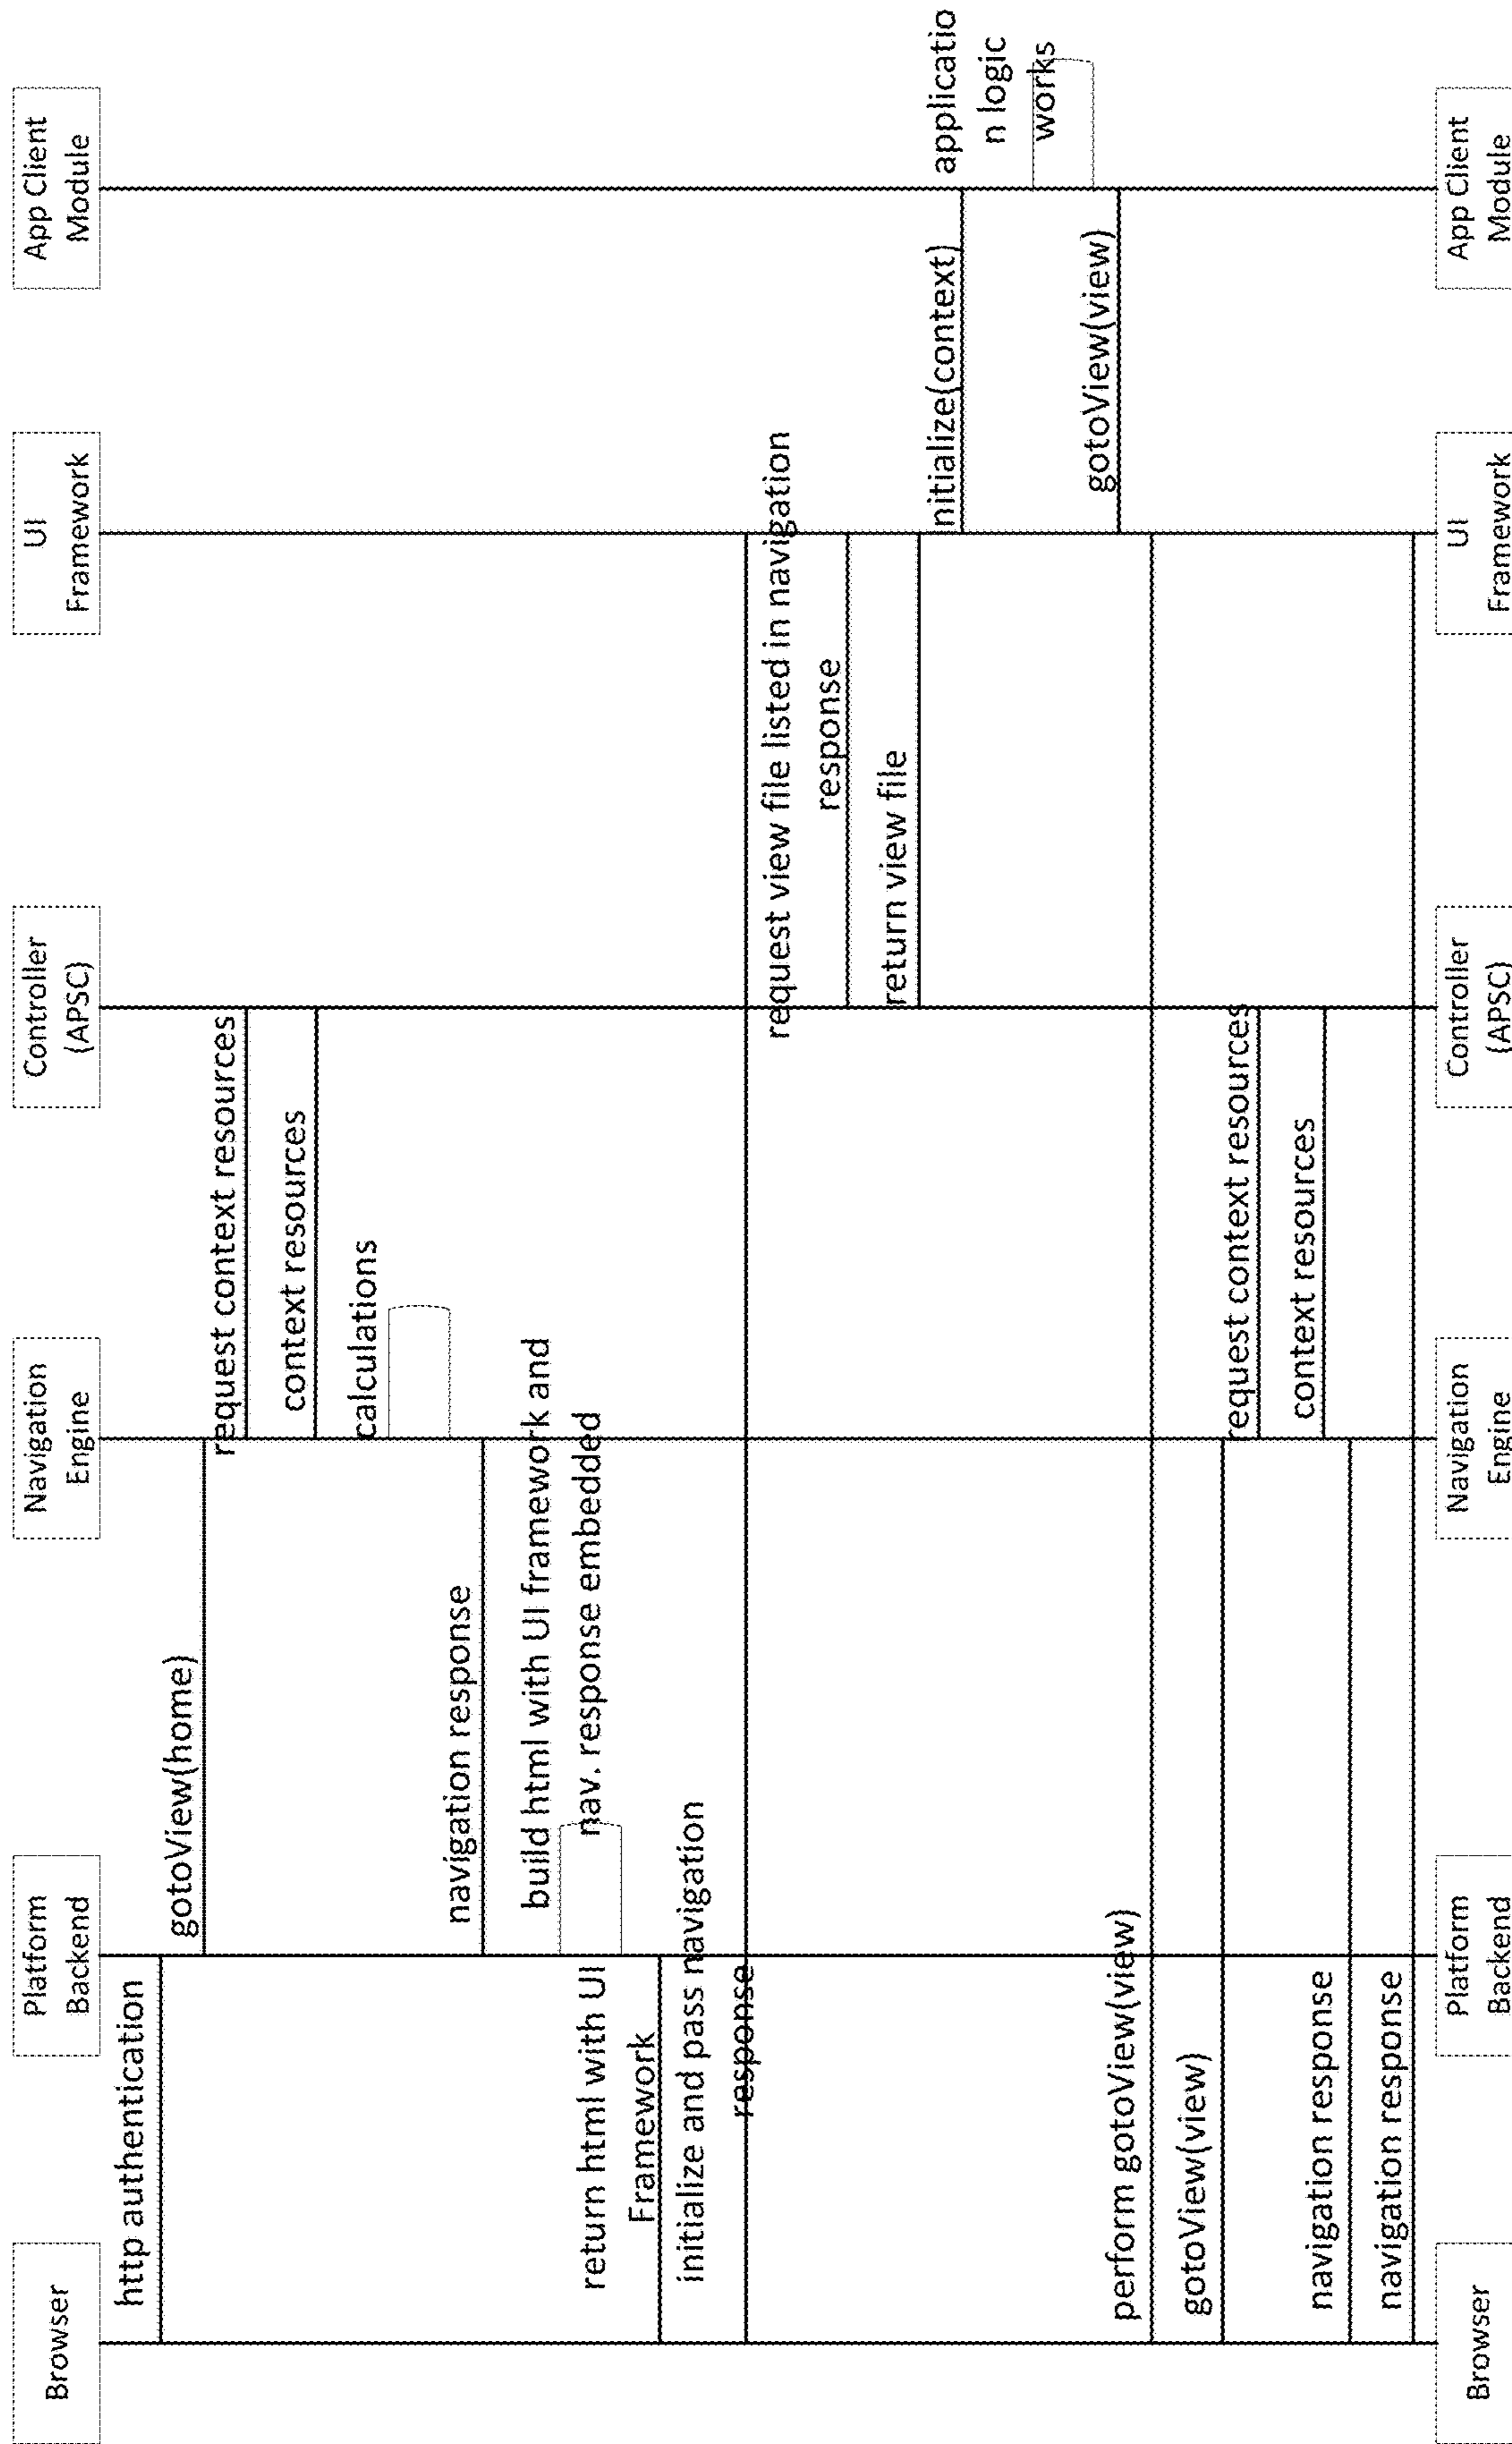 Browser
Platform
Backend
Navigation
Engine
Controller
(APSC)
UI
Framework
App Client
Module
http authentication
gotoView(home)
request context resources
context resources
calculations
navigation response
build html with UI framework and
nav. response embedded
return html with UI
Framework
initialize and pass navigation
response
request view file listed in navigation
response
return view file
nitialize(context)
applicatio
n logic
works
gotoView(view)
perform gotoView(view)
gotoView(view)
request context resources
context resources
navigation response
navigation response
Browser
Platform
Backend
Navigation
Engine
Controller
(APSC)
UI
Framework
App Client
Module